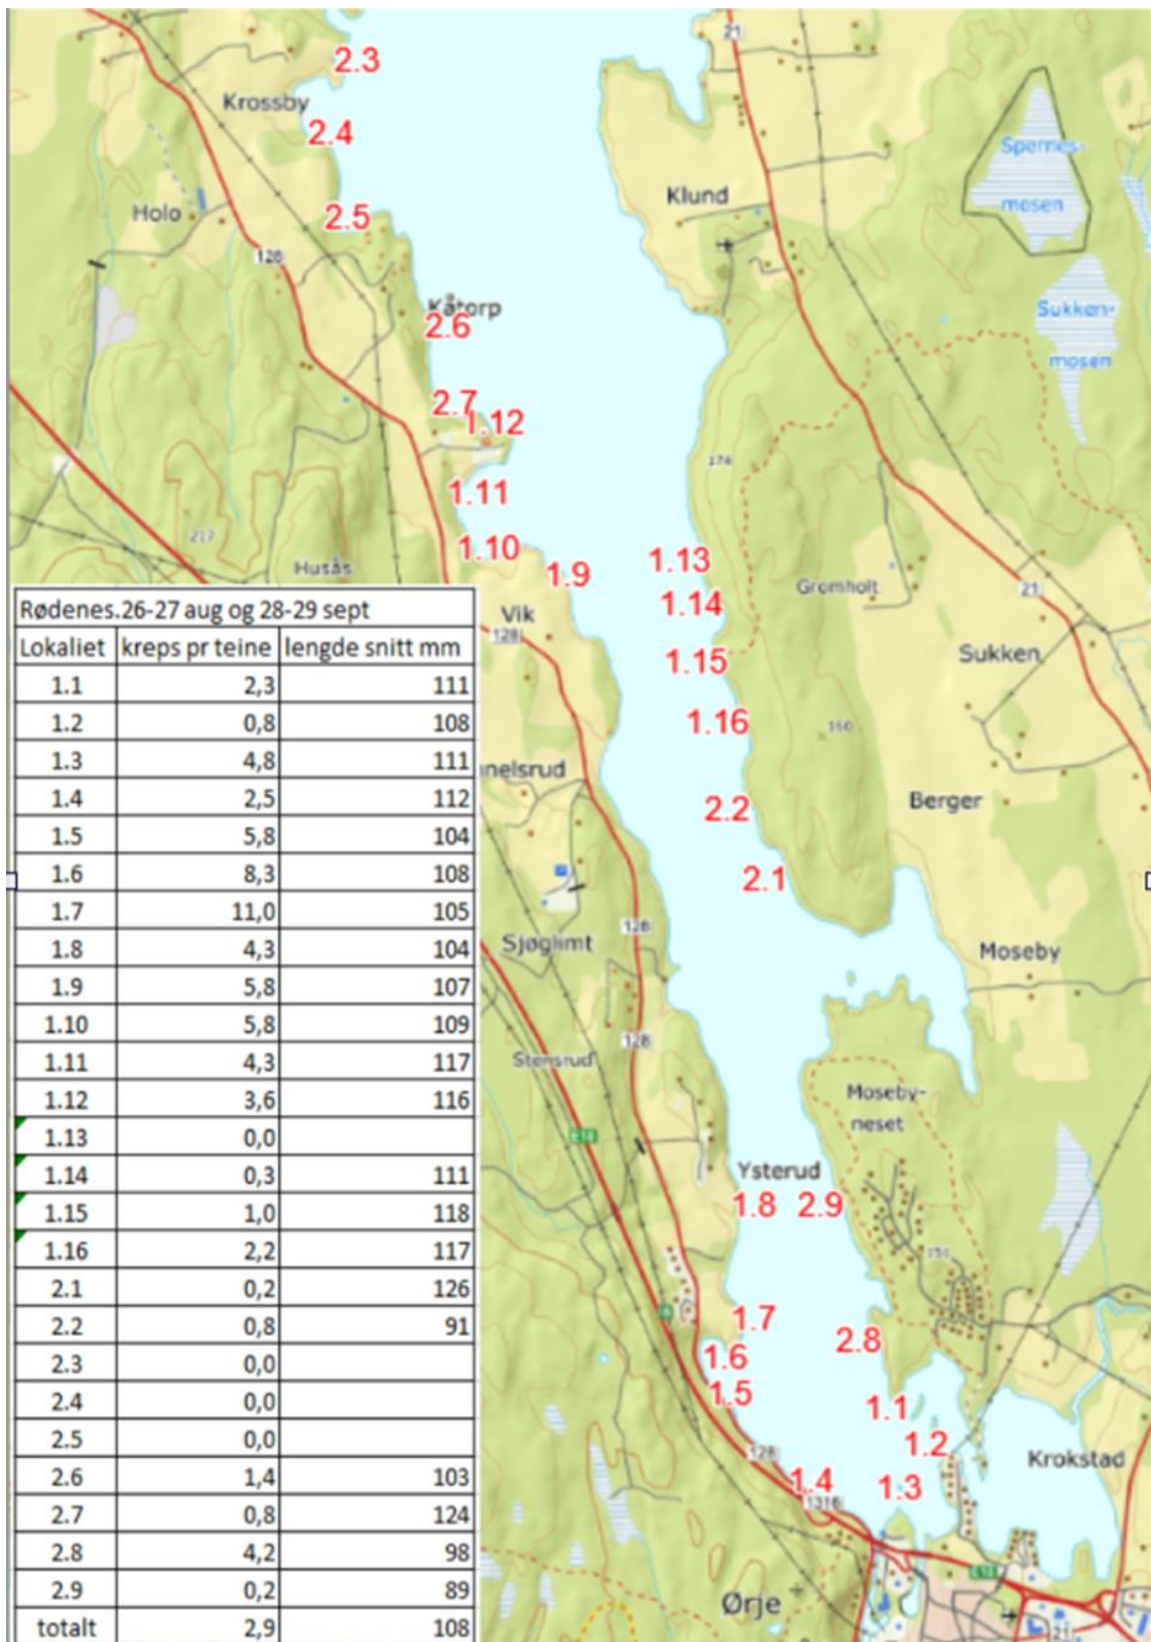 2.3
21
Krossby
2.4
Spernes-
mosen
Klund
Holo
2.5
128
Kåtorp
2.6
Sukken-
mosen
2.7
1.12
174
1.11
217
1.10
Husås
1.9
1.13
Gromholt
21
1.14
Vik
128
1.15
Sukken
1.16
160
nnelsrud
2.2
Berger
2.1
128
Sjøglimt
Moseby
128
Stensrud
Moseby-
neset
E18
Ysterud
1.8
2.9
151
1.7
2.8
1.6
1.5
1.1
1.2
128
Krokstad
1.4
1.3
1316
E18
Ørje
21
Rødenes.26-27 aug og 28-29 sept
Lokaliet kreps pr teine lengde snitt mm
1.1 2,3 111
1.2 0,8 108
1.3 4,8 111
1.4 2,5 112
1.5 5,8 104
1.6 8,3 108
1.7 11,0 105
1.8 4,3 104
1.9 5,8 107
1.10 5,8 109
1.11 4,3 117
1.12 3,6 116
1.13 0,0
1.14 0,3 111
1.15 1,0 118
1.16 2,2 117
2.1 0,2 126
2.2 0,8 91
2.3 0,0
2.4 0,0
2.5 0,0
2.6 1,4 103
2.7 0,8 124
2.8 4,2 98
2.9 0,2 89
totalt 2,9 108